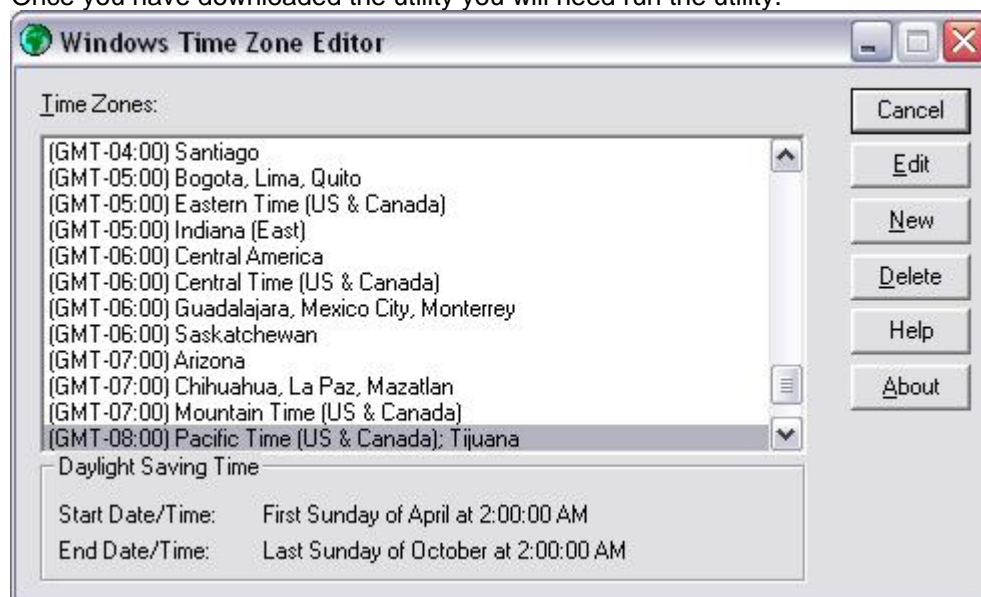 Once you have downloaded the utility you will need run the utility.
Windows Time Zone Editor
Time Zones:
(GMT-04:00) Santiago
(GMT-05:00) Bogota, Lima, Quito
(GMT-05:00) Eastern Time (US & Canada)
(GMT-05:00) Indiana (East)
(GMT-06:00) Central America
(GMT-06:00) Central Time (US & Canada)
(GMT-06:00) Guadalajara, Mexico City, Monterrey
(GMT-06:00) Saskatchewan
(GMT-07:00) Arizona
(GMT-07:00) Chihuahua, La Paz, Mazatlan
(GMT-07:00) Mountain Time (US & Canada)
(GMT-08:00) Pacific Time (US & Canada); Tijuana
Cancel
Edit
New
Delete
Help
About
Daylight Saving Time
Start Date/Time: First Sunday of April at 2:00:00 AM
End Date/Time: Last Sunday of October at 2:00:00 AM